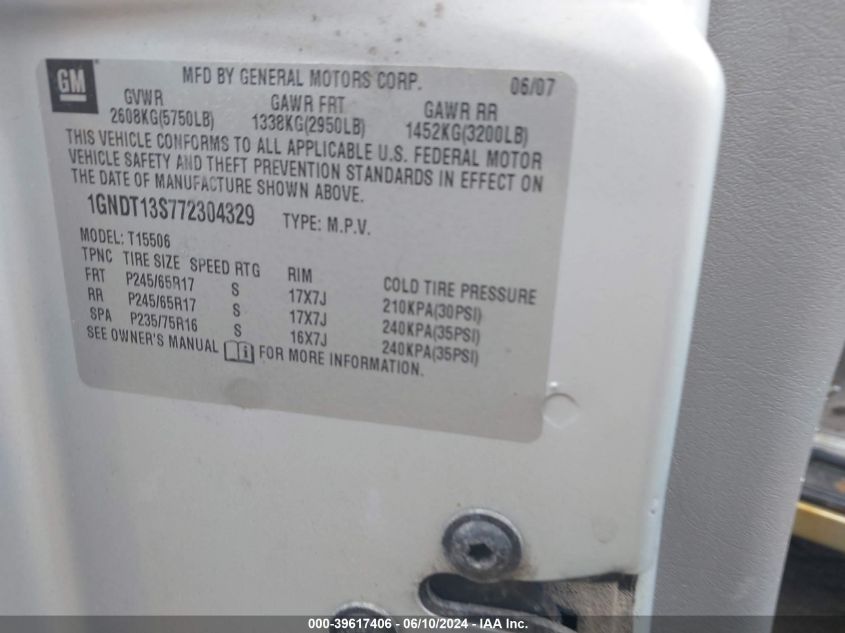 GM
MFD BY GENERAL MOTORS CORP. 06/07
GVWR GAWR FRT GAWR RR
2608KG(5750LB) 1338KG(2950LB) 1452KG(3200LB)
THIS VEHICLE CONFORMS TO ALL APPLICABLE U.S. FEDERAL MOTOR
VEHICLE SAFETY AND THEFT PREVENTION STANDARDS IN EFFECT ON
THE DATE OF MANUFACTURE SHOWN ABOVE.
1GNDT13S772304329 TYPE: M.P.V.
MODEL: T15506
TPNC TIRE SIZE SPEED RTG RIM COLD TIRE PRESSURE
FRT P245/65R17 S 17X7J 210KPA(30PSI)
RR P245/65R17 S 17X7J 240KPA(35PSI)
SPA P235/75R16 S 16X7J 240KPA(35PSI)
SEE OWNER'S MANUAL FOR MORE INFORMATION.
000-39617406 - 06/10/2024 - IAA Inc.